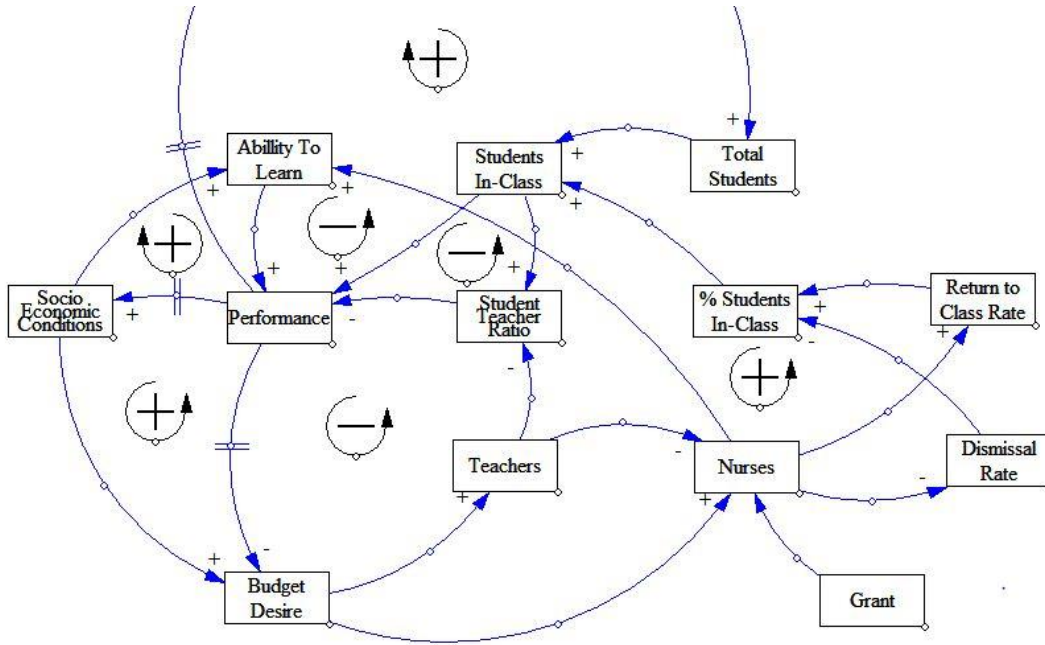 +
+
Abillity To
Learn
+
+
Students
In-Class
+
+
Total
Students
+
−
−
+
+
+
+
Socio
Economic
Conditions
+
Performance
-
Student
Teacher
Ratio
% Students
In-Class
+
-
Return to
Class Rate
+
+
+
−
-
Teachers
+
-
Nurses
+
-
Dismissal
Rate
+
-
Budget
Desire
Grant